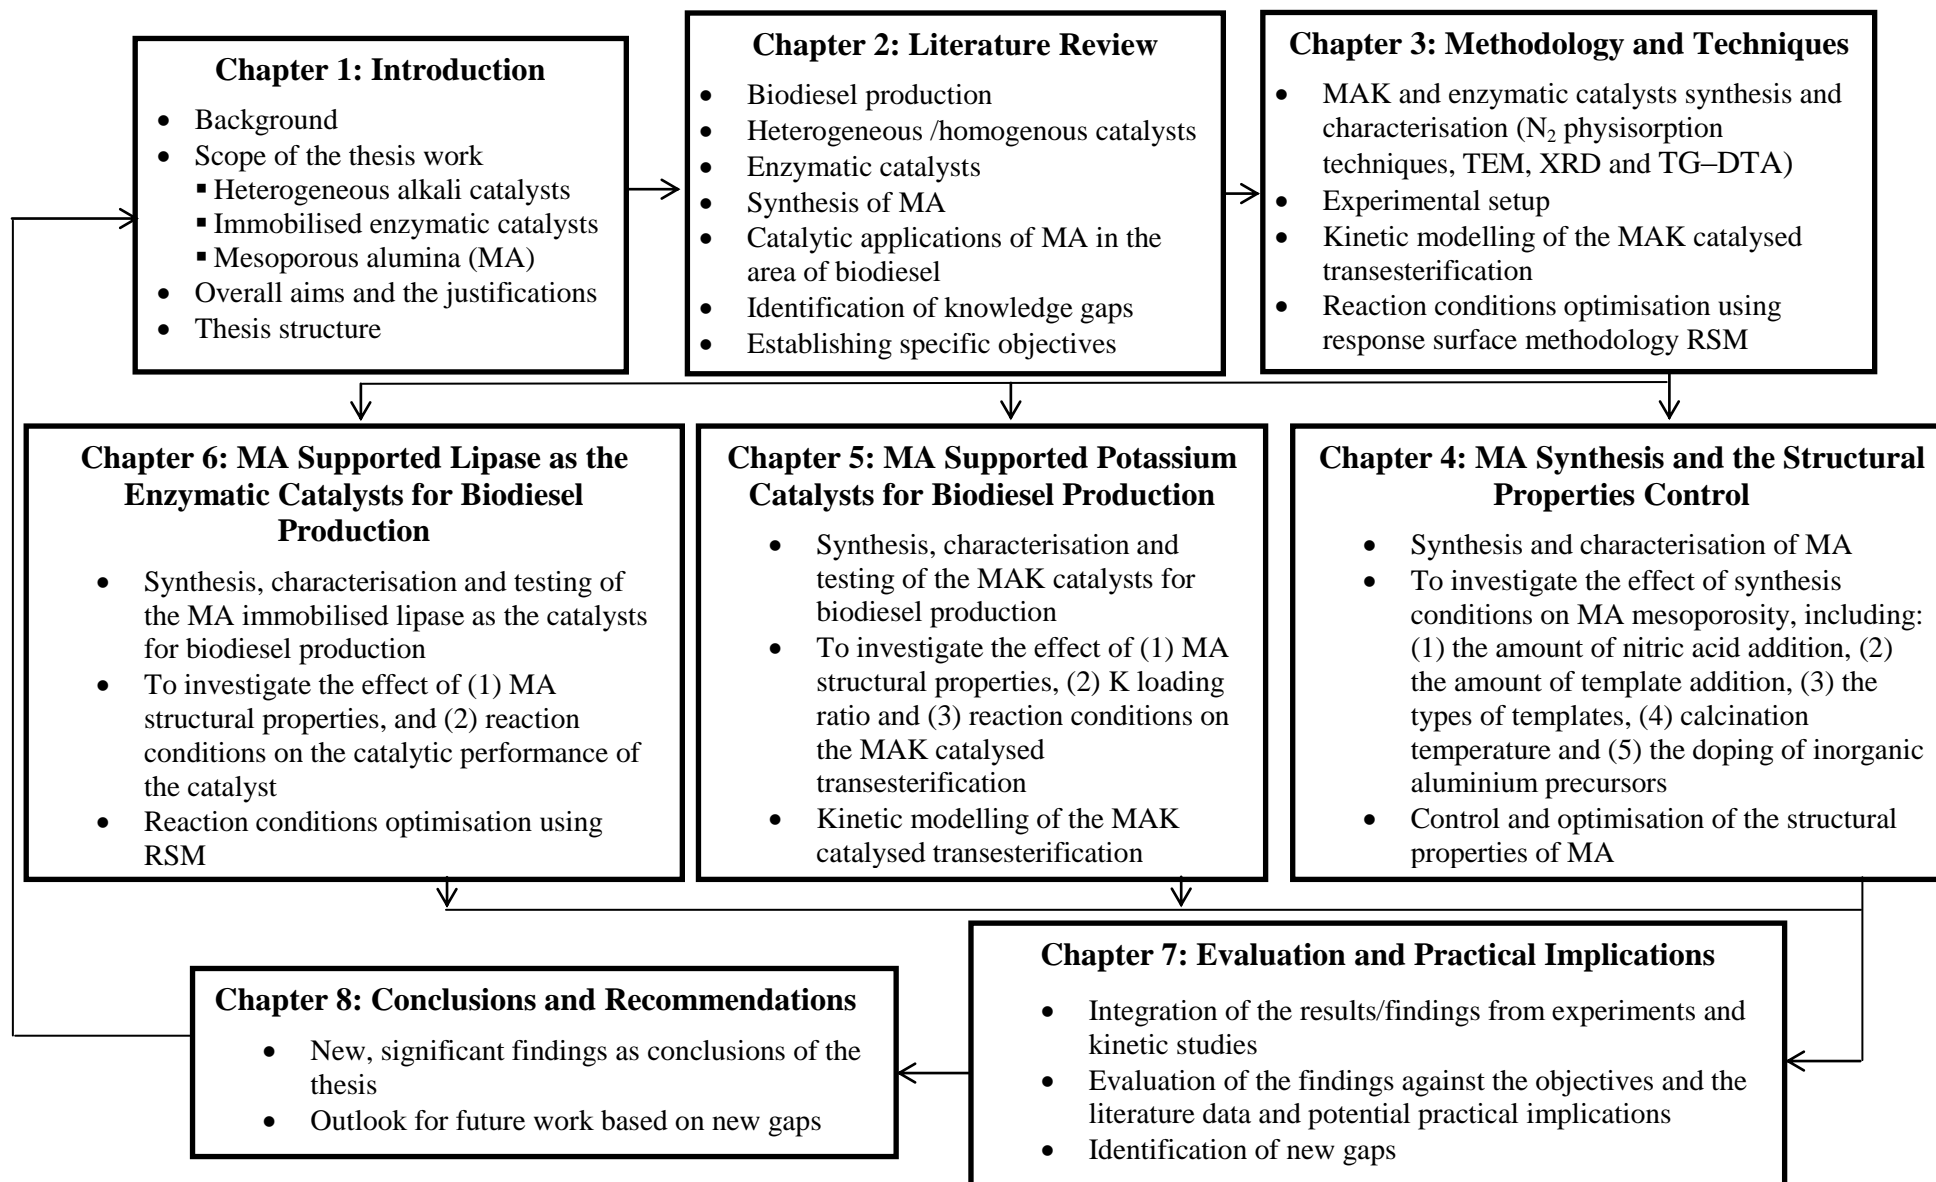 Chapter 1: Introduction
• Background
• Scope of the thesis work
▪ Heterogeneous alkali catalysts
▪ Immobilised enzymatic catalysts
▪ Mesoporous alumina (MA)
• Overall aims and the justifications
• Thesis structure
Chapter 2: Literature Review
• Biodiesel production
• Heterogeneous /homogenous catalysts
• Enzymatic catalysts
• Synthesis of MA
• Catalytic applications of MA in the
area of biodiesel
• Identification of knowledge gaps
• Establishing specific objectives
Chapter 3: Methodology and Techniques
• MAK and enzymatic catalysts synthesis and
characterisation (N₂ physisorption
techniques, TEM, XRD and TG–DTA)
• Experimental setup
• Kinetic modelling of the MAK catalysed
transesterification
• Reaction conditions optimisation using
response surface methodology RSM
Chapter 6: MA Supported Lipase as the
Enzymatic Catalysts for Biodiesel
Production
• Synthesis, characterisation and testing of
the MA immobilised lipase as the catalysts
for biodiesel production
• To investigate the effect of (1) MA
structural properties, and (2) reaction
conditions on the catalytic performance of
the catalyst
• Reaction conditions optimisation using
RSM
Chapter 5: MA Supported Potassium
Catalysts for Biodiesel Production
• Synthesis, characterisation and
testing of the MAK catalysts for
biodiesel production
• To investigate the effect of (1) MA
structural properties, (2) K loading
ratio and (3) reaction conditions on
the MAK catalysed
transesterification
• Kinetic modelling of the MAK
catalysed transesterification
Chapter 4: MA Synthesis and the Structural
Properties Control
• Synthesis and characterisation of MA
• To investigate the effect of synthesis
conditions on MA mesoporosity, including:
(1) the amount of nitric acid addition, (2)
the amount of template addition, (3) the
types of templates, (4) calcination
temperature and (5) the doping of inorganic
aluminium precursors
• Control and optimisation of the structural
properties of MA
Chapter 8: Conclusions and Recommendations
• New, significant findings as conclusions of the
thesis
• Outlook for future work based on new gaps
Chapter 7: Evaluation and Practical Implications
• Integration of the results/findings from experiments and
kinetic studies
• Evaluation of the findings against the objectives and the
literature data and potential practical implications
• Identification of new gaps